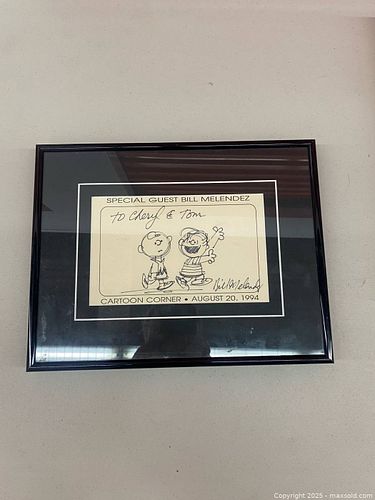 SPECIAL GUEST BILL MELENDEZ
To Cheryl & Tom
Bill Melendez
CARTOON CORNER • AUGUST 20, 1994
Copyright 2025 - maxsold.com